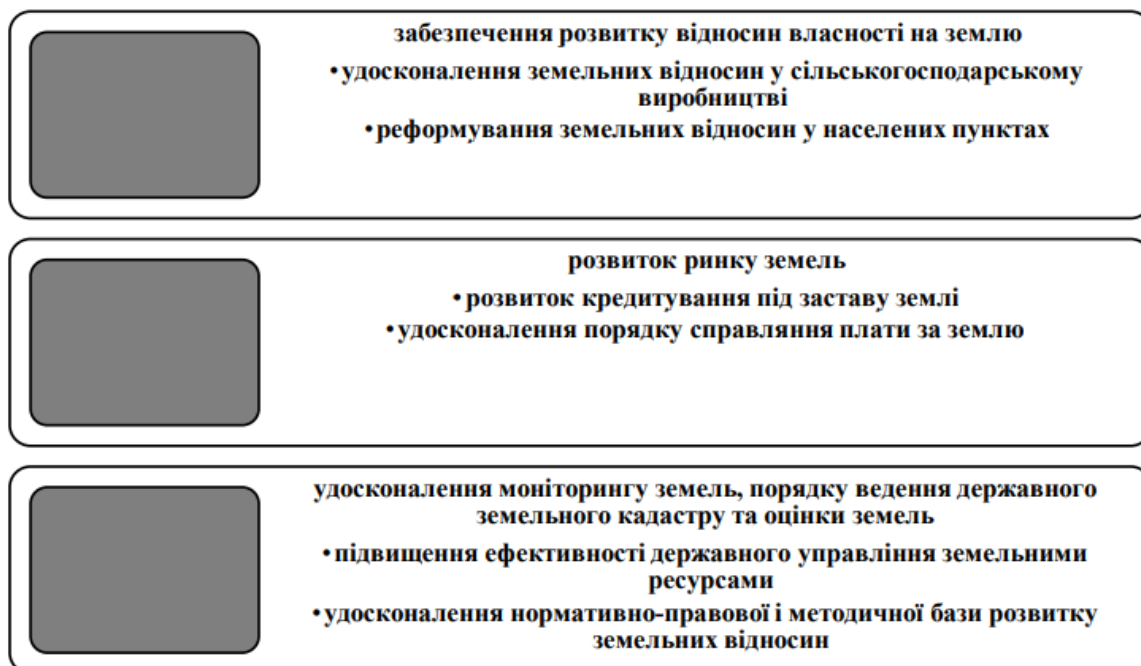 забезпечення розвитку відносин власності на землю
•удосконалення земельних відносин у сільськогосподарському
виробництві
•реформування земельних відносин у населених пунктах
розвиток ринку земель
•розвиток кредитування під заставу землі
•удосконалення порядку справляння плати за землю
удосконалення моніторингу земель, порядку ведення державного
земельного кадастру та оцінки земель
•підвищення ефективності державного управління земельними
ресурсами
•удосконалення нормативно-правової і методичної бази розвитку
земельних відносин